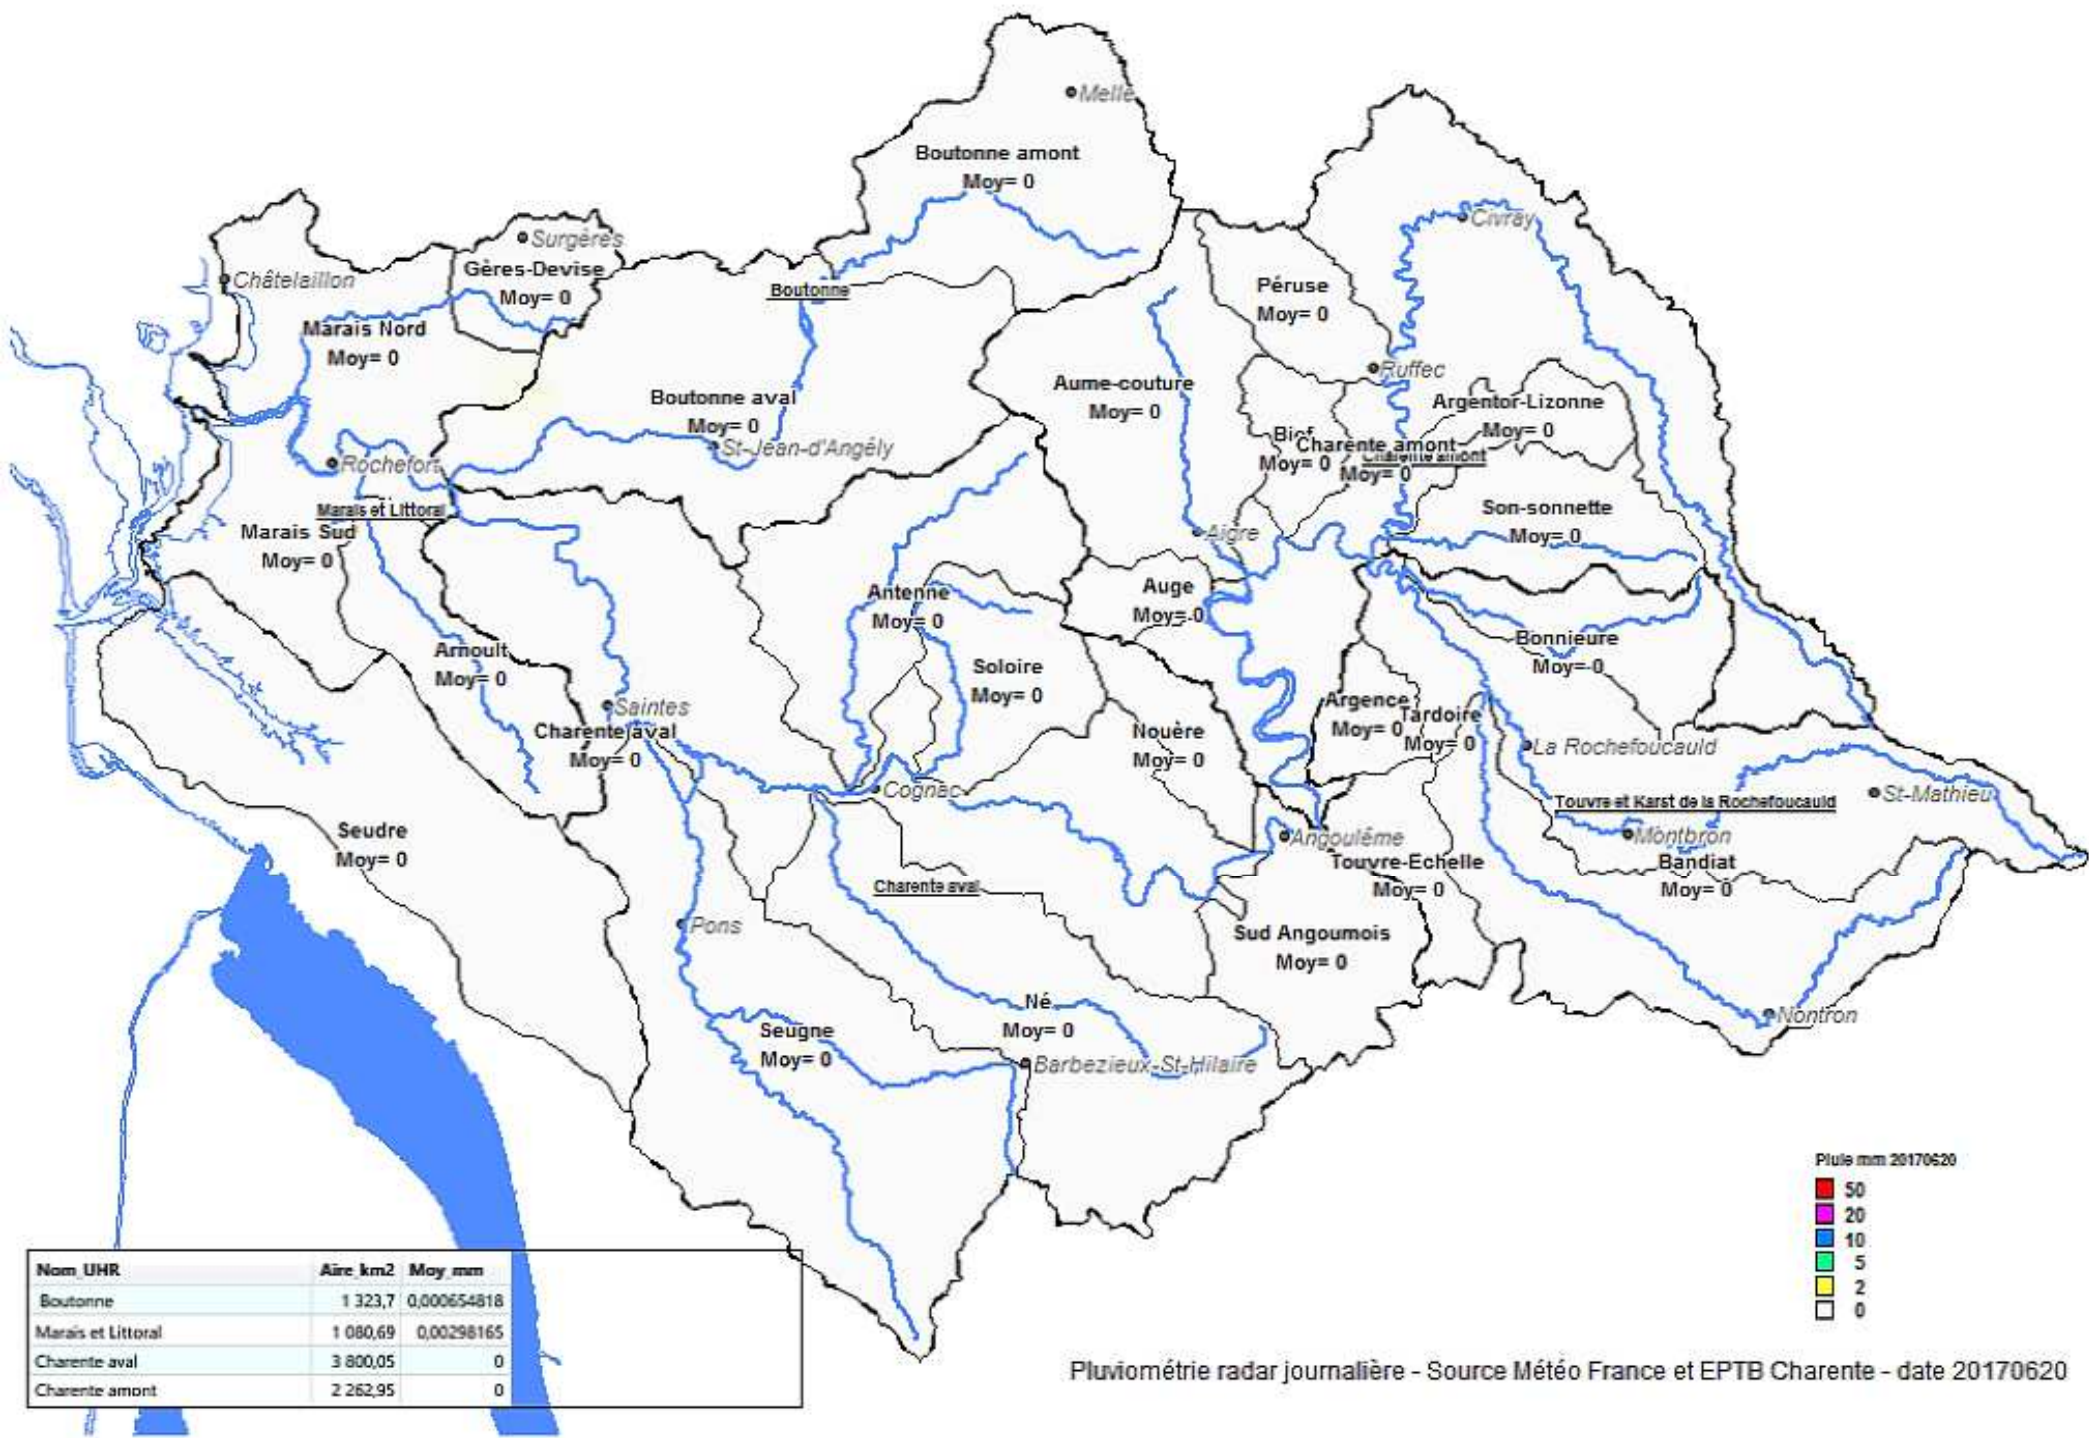 Melle
Boutonne amont
Moy= 0
Civray
Surgères
Gères-Devise
Moy= 0
Châtelaillon
Boutonne
Péruse
Moy= 0
Marais Nord
Moy= 0
Ruffec
Aume-couture
Moy= 0
Boutonne aval
Moy= 0
Argentor-Lizonne
Moy= 0
St-Jean-d'Angély
Bief
Moy= 0
Charente amont
Moy= 0
Charente amont
Rochefort
Marais et Littoral
Marais Sud
Moy= 0
Son-sonnette
Moy= 0
Aigre
Antenne
Moy= 0
Auge
Moy= 0
Bonnieure
Moy= 0
Arnoult
Moy= 0
Soloire
Moy= 0
Saintes
Charente aval
Moy= 0
Nouère
Moy= 0
Argence
Moy= 0
Tardoire
Moy= 0
La Rochefoucauld
Cognac
St-Mathieu
Touvre et Karst de la Rochefoucauld
Seudre
Moy= 0
Angoulême
Montbron
Touvre-Echelle
Moy= 0
Bandiat
Moy= 0
Charente aval
Pons
Sud Angoumois
Moy= 0
Né
Moy= 0
Nontron
Seugne
Moy= 0
Barbezieux-St-Hilaire
Pluie mm 20170620
50
20
10
5
2
0
Nom_UHR Aire_km2 Moy_mm
Boutonne 1 323,7 0,000654818
Marais et Littoral 1 080,69 0,00298165
Charente aval 3 800,05 0
Charente amont 2 262,95 0
Pluviométrie radar journalière - Source Météo France et EPTB Charente - date 20170620